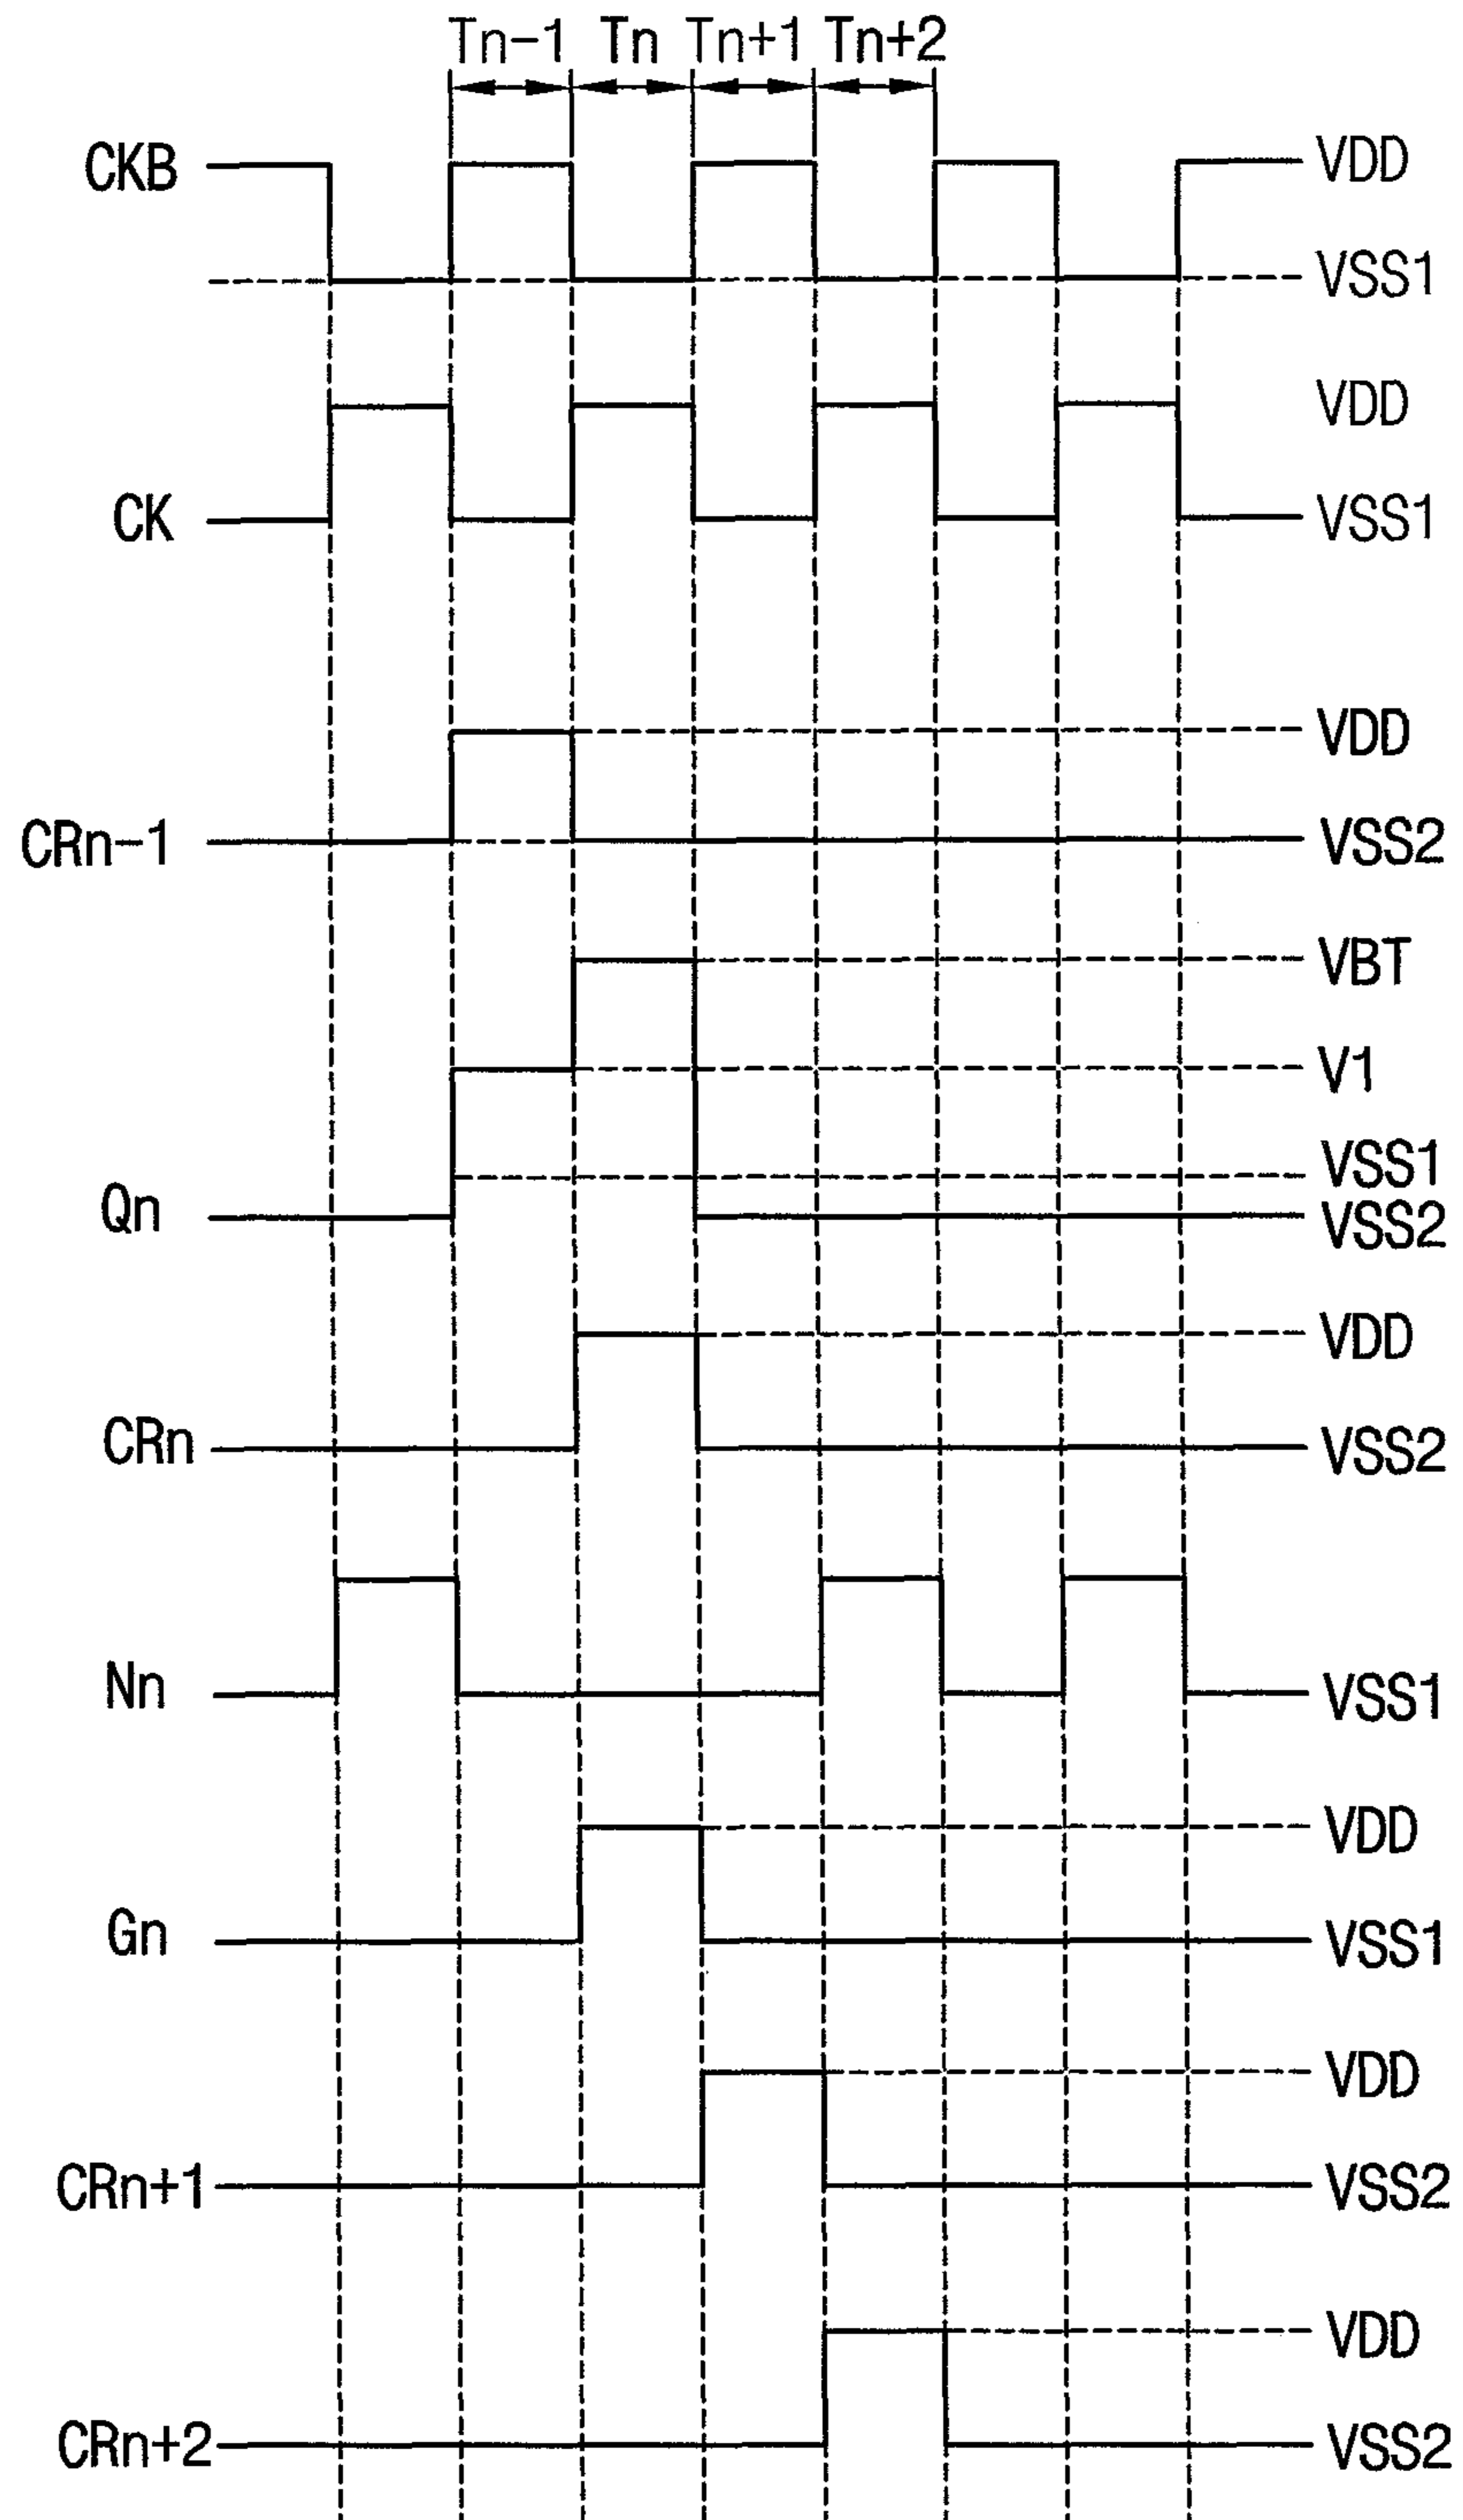 Tn-1 Tn Tn+1 Tn+2
CKB VDD
VSS1
VDD
CK VSS1
VDD
CRn-1 VSS2
VBT
V1
VSS1
Qn VSS2
VDD
CRn VSS2
Nn VSS1
VDD
Gn VSS1
VDD
CRn+1 VSS2
VDD
CRn+2 VSS2